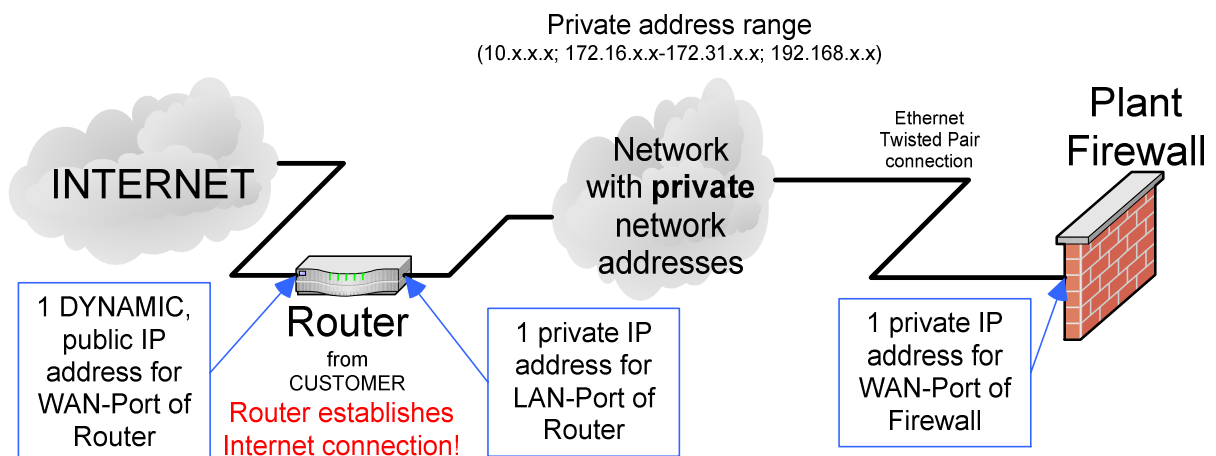 Private address range
(10.x.x.x; 172.16.x.x-172.31.x.x; 192.168.x.x)
INTERNET
Network
with private
network
addresses
Ethernet
Twisted Pair
connection
Plant
Firewall
1 DYNAMIC,
public IP
address for
WAN-Port of
Router
Router
from
CUSTOMER
Router establishes
Internet connection!
1 private IP
address for
LAN-Port of
Router
1 private IP
address for
WAN-Port of
Firewall